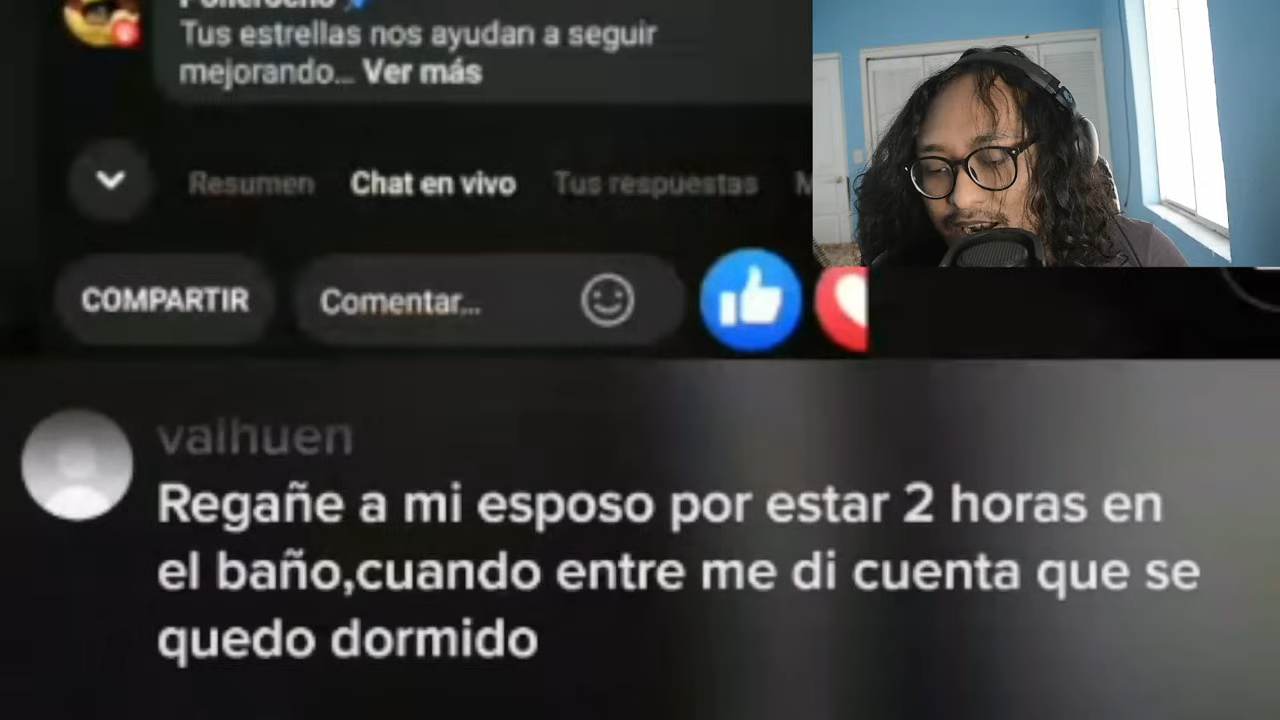 Tus estrellas nos ayudan a seguir
mejorando... Ver más
Resumen Chat en vivo Tus respuestas
COMPARTIR Comentar...
valhuen
Regañe a mi esposo por estar 2 horas en
el baño,cuando entre me di cuenta que se
quedo dormido